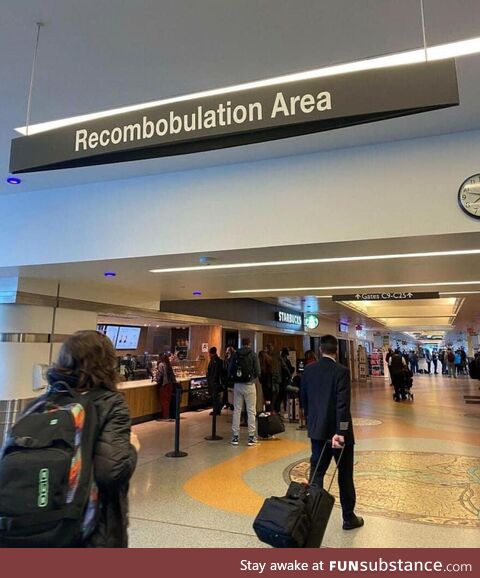 Recombobulation Area
↑ Gates C9-C25 ↑
STARBUCKS
Stay awake at FUNsubstance.com